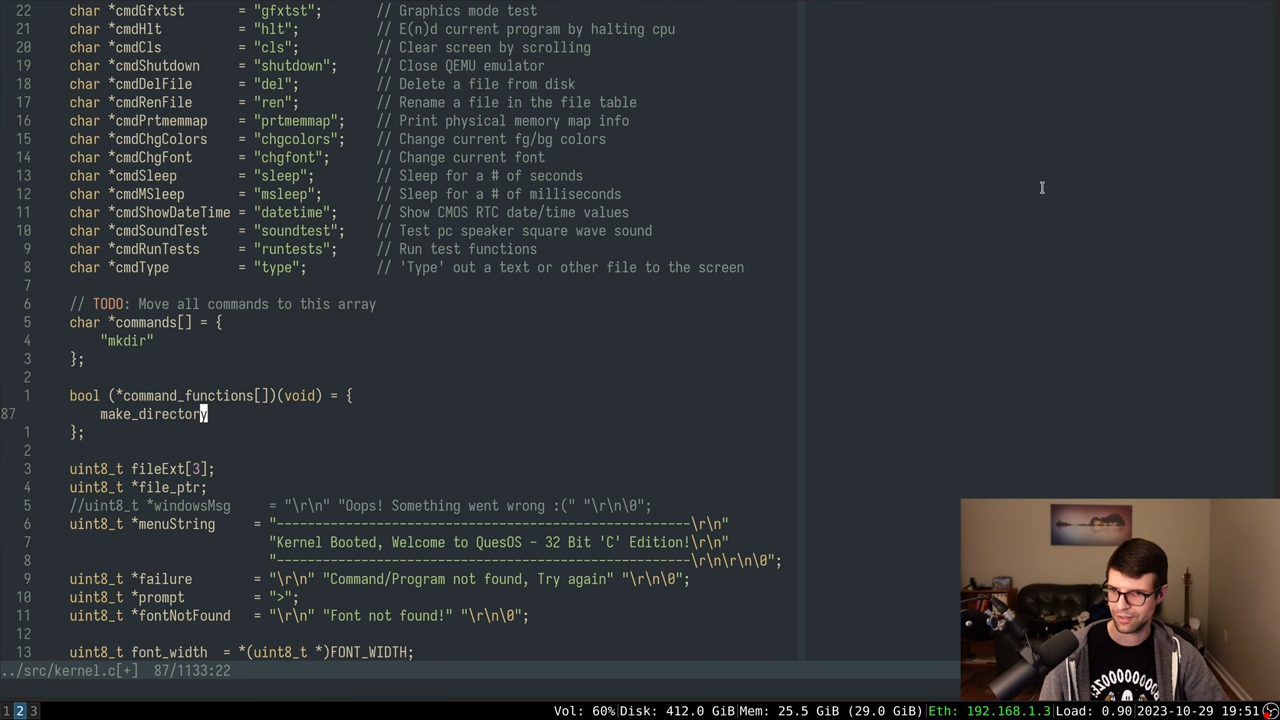 22 char *cmdGfxtst = "gfxtst"; // Graphics mode test
21 char *cmdHlt = "hlt"; // E(n)d current program by halting cpu
20 char *cmdCls = "cls"; // Clear screen by scrolling
19 char *cmdShutdown = "shutdown"; // Close QEMU emulator
18 char *cmdDelFile = "del"; // Delete a file from disk
17 char *cmdRenFile = "ren"; // Rename a file in the file table
16 char *cmdPrtmemmap = "prtmemmap"; // Print physical memory map info
15 char *cmdChgColors = "chgcolors"; // Change current fg/bg colors
14 char *cmdChgFont = "chgfont"; // Change current font
13 char *cmdSleep = "sleep"; // Sleep for a # of seconds
12 char *cmdMSleep = "msleep"; // Sleep for a # of milliseconds
11 char *cmdShowDateTime = "datetime"; // Show CMOS RTC date/time values
10 char *cmdSoundTest = "soundtest"; // Test pc speaker square wave sound
9 char *cmdRunTests = "runtests"; // Run test functions
8 char *cmdType = "type"; // 'Type' out a text or other file to the screen
7
6 // TODO: Move all commands to this array
5 char *commands[] = {
4 "mkdir"
3 };
2
1 bool (*command_functions[])(void) = {
87 make_directory
1 };
2
3 uint8_t fileExt[3];
4 uint8_t *file_ptr;
5 //uint8_t *windowsMsg = "\r\n" "Oops! Something went wrong :(" "\r\n\0";
6 uint8_t *menuString = "------------------------------------------------------\r\n"
7 "Kernel Booted, Welcome to QuesOS - 32 Bit 'C' Edition!\r\n"
8 "------------------------------------------------------\r\n\r\n\0";
9 uint8_t *failure = "\r\n" "Command/Program not found, Try again" "\r\n\0";
10 uint8_t *prompt = ">";
11 uint8_t *fontNotFound = "\r\n" "Font not found!" "\r\n\0";
12
13 uint8_t font_width = *(uint8_t *)FONT_WIDTH;
../src/kernel.c[+] 87/1133:22
1 2 3 Vol: 60% Disk: 412.0 GiB Mem: 25.5 GiB (29.0 GiB) Eth: 192.168.1.3 Load: 0.90 2023-10-29 19:51